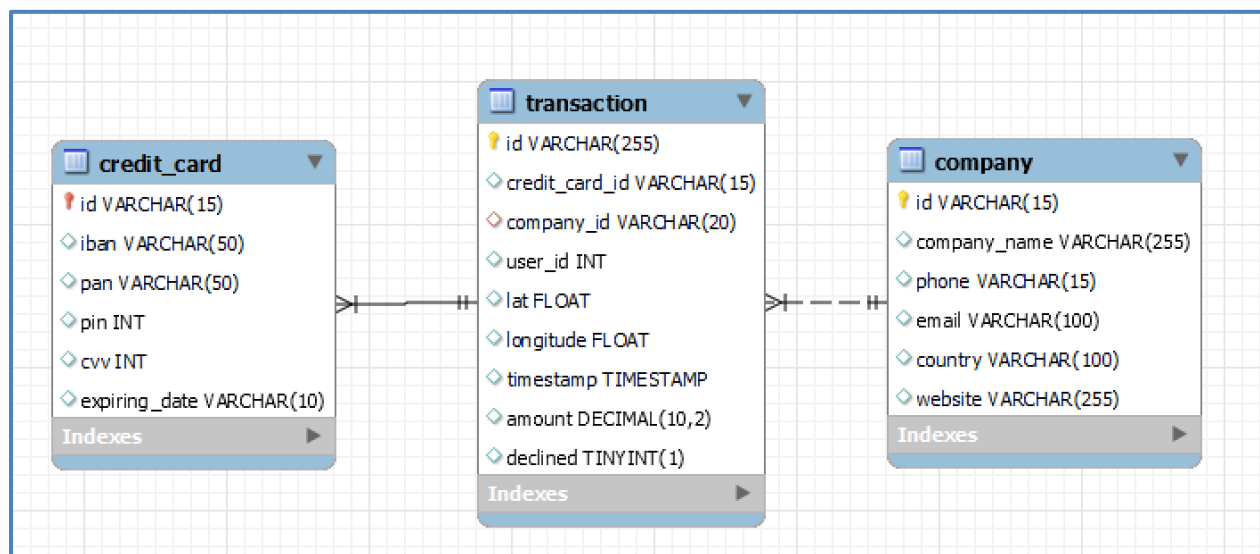 credit_card
id VARCHAR(15)
iban VARCHAR(50)
pan VARCHAR(50)
pin INT
cvv INT
expiring_date VARCHAR(10)
Indexes
transaction
id VARCHAR(255)
credit_card_id VARCHAR(15)
company_id VARCHAR(20)
user_id INT
lat FLOAT
longitude FLOAT
timestamp TIMESTAMP
amount DECIMAL(10,2)
declined TINYINT(1)
Indexes
company
id VARCHAR(15)
company_name VARCHAR(255)
phone VARCHAR(15)
email VARCHAR(100)
country VARCHAR(100)
website VARCHAR(255)
Indexes